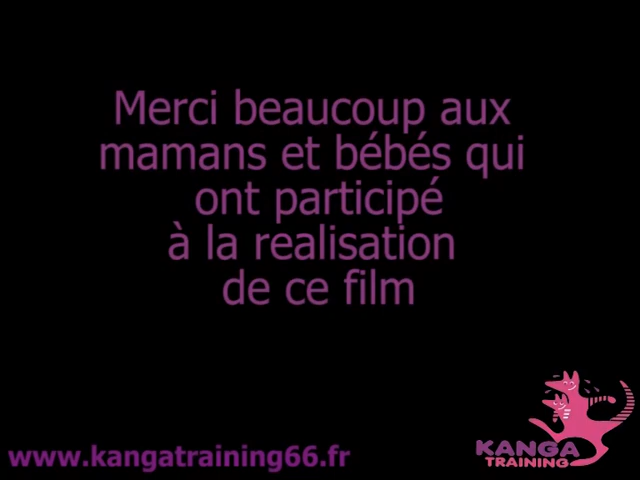 Merci beaucoup aux
mamans et bébés qui
ont participé
à la realisation
de ce film
KANGA
TRAINING
www.kangatraining66.fr